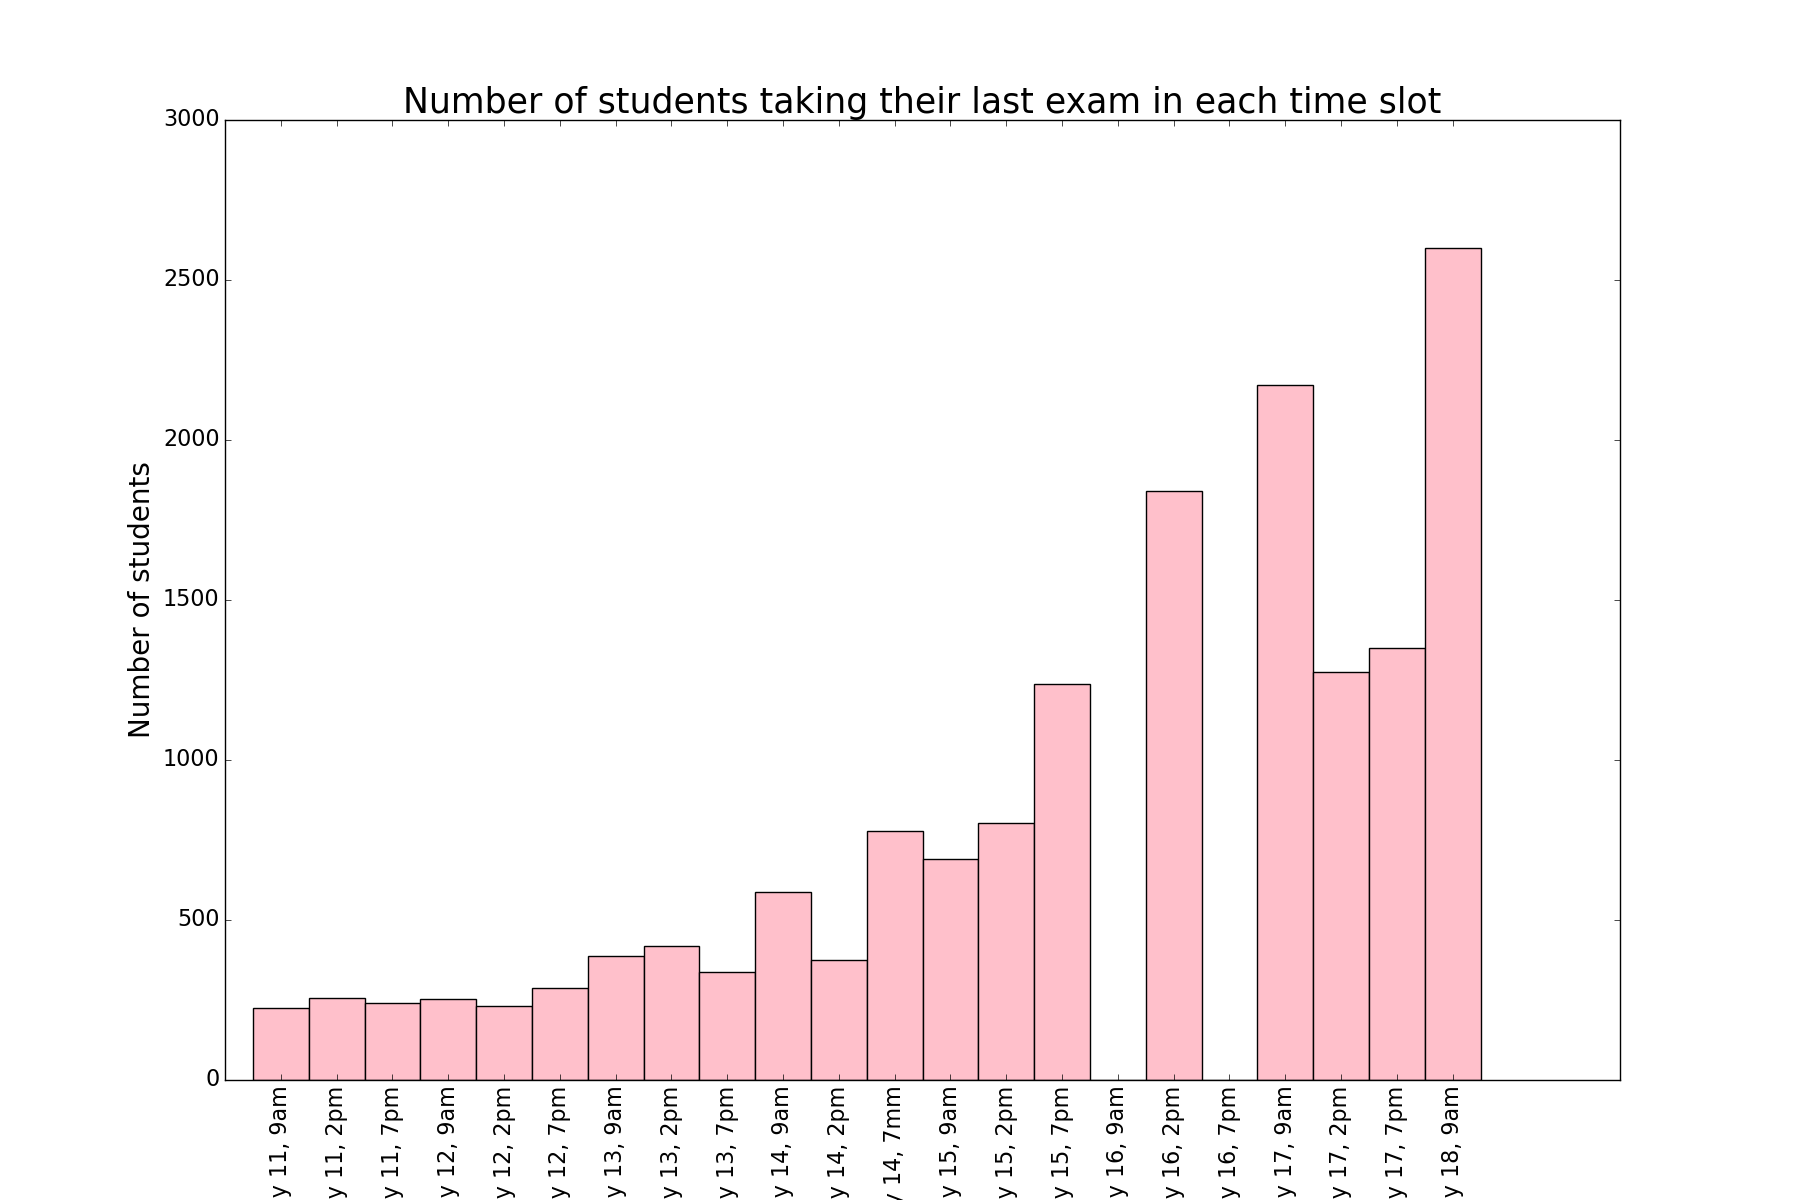 Number of students taking their last exam in each time slot
Number of students
3000
2500
2000
1500
1000
500
0
y 11, 9am
y 11, 2pm
y 11, 7pm
y 12, 9am
y 12, 2pm
y 12, 7pm
y 13, 9am
y 13, 2pm
y 13, 7pm
y 14, 9am
y 14, 2pm
y 14, 7mm
y 15, 9am
y 15, 2pm
y 15, 7pm
y 16, 9am
y 16, 2pm
y 16, 7pm
y 17, 9am
y 17, 2pm
y 17, 7pm
y 18, 9am